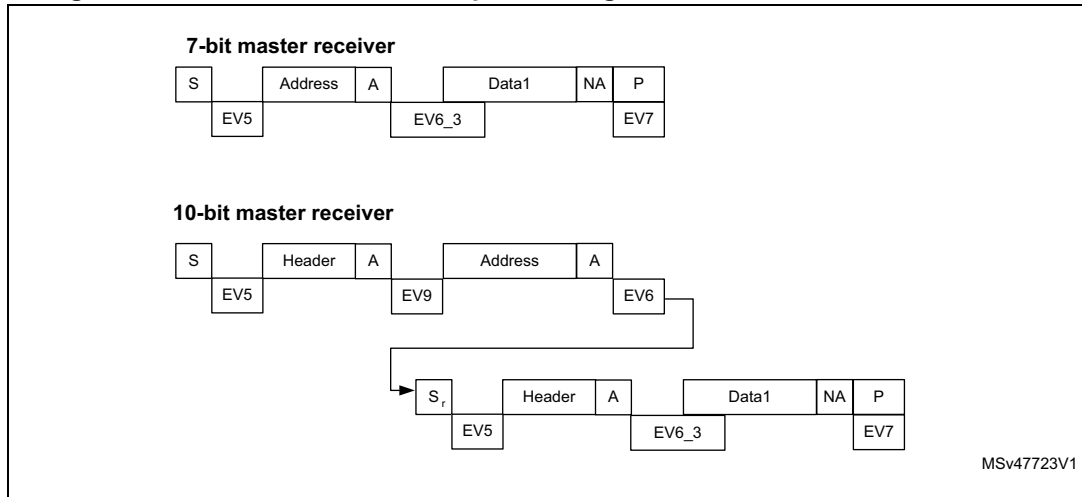 7-bit master receiver
S Address A Data1 NA P
EV5 EV6_3 EV7
10-bit master receiver
S Header A Address A
EV5 EV9 EV6
Sr Header A Data1 NA P
EV5 EV6_3 EV7
MSv47723V1